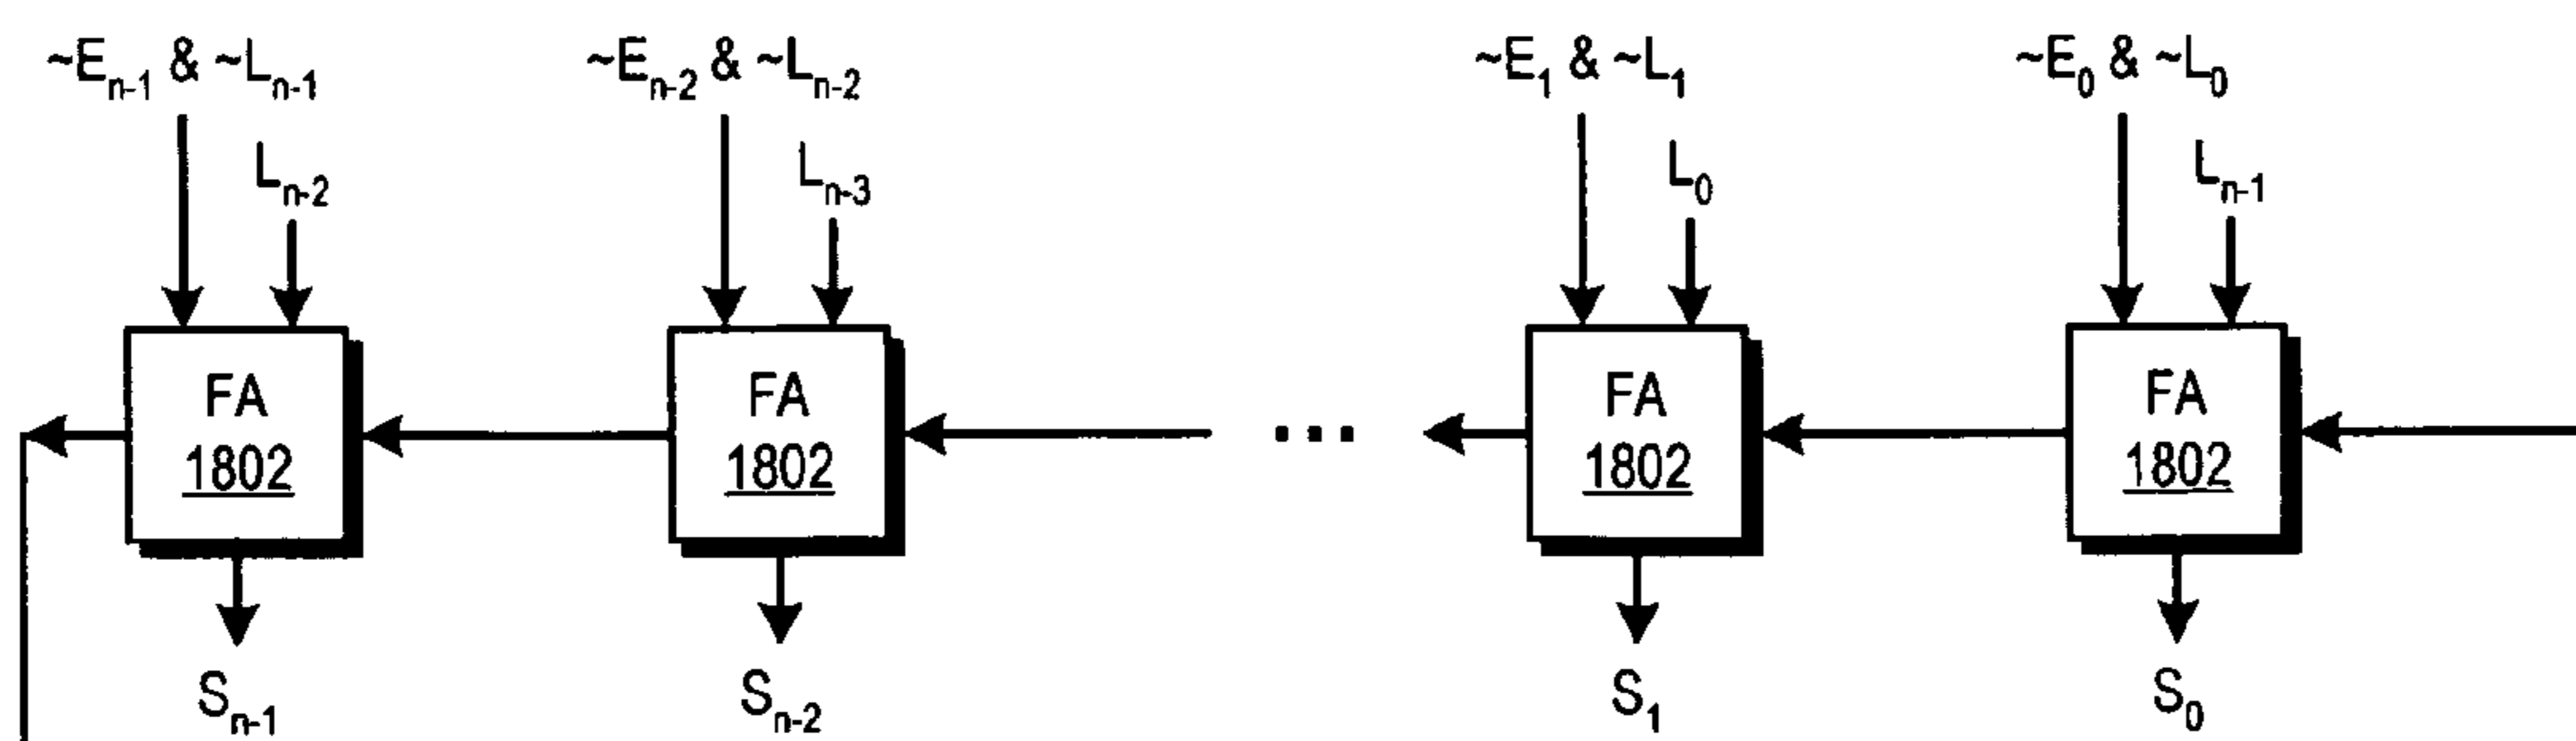 ~Eₙ₋₁ & ~Lₙ₋₁ ~Eₙ₋₂ & ~Lₙ₋₂ ~E₁ & ~L₁ ~E₀ & ~L₀
Lₙ₋₂ Lₙ₋₃ L₀ Lₙ₋₁
FA FA FA FA
1802 1802 ... 1802 1802
Sₙ₋₁ Sₙ₋₂ S₁ S₀